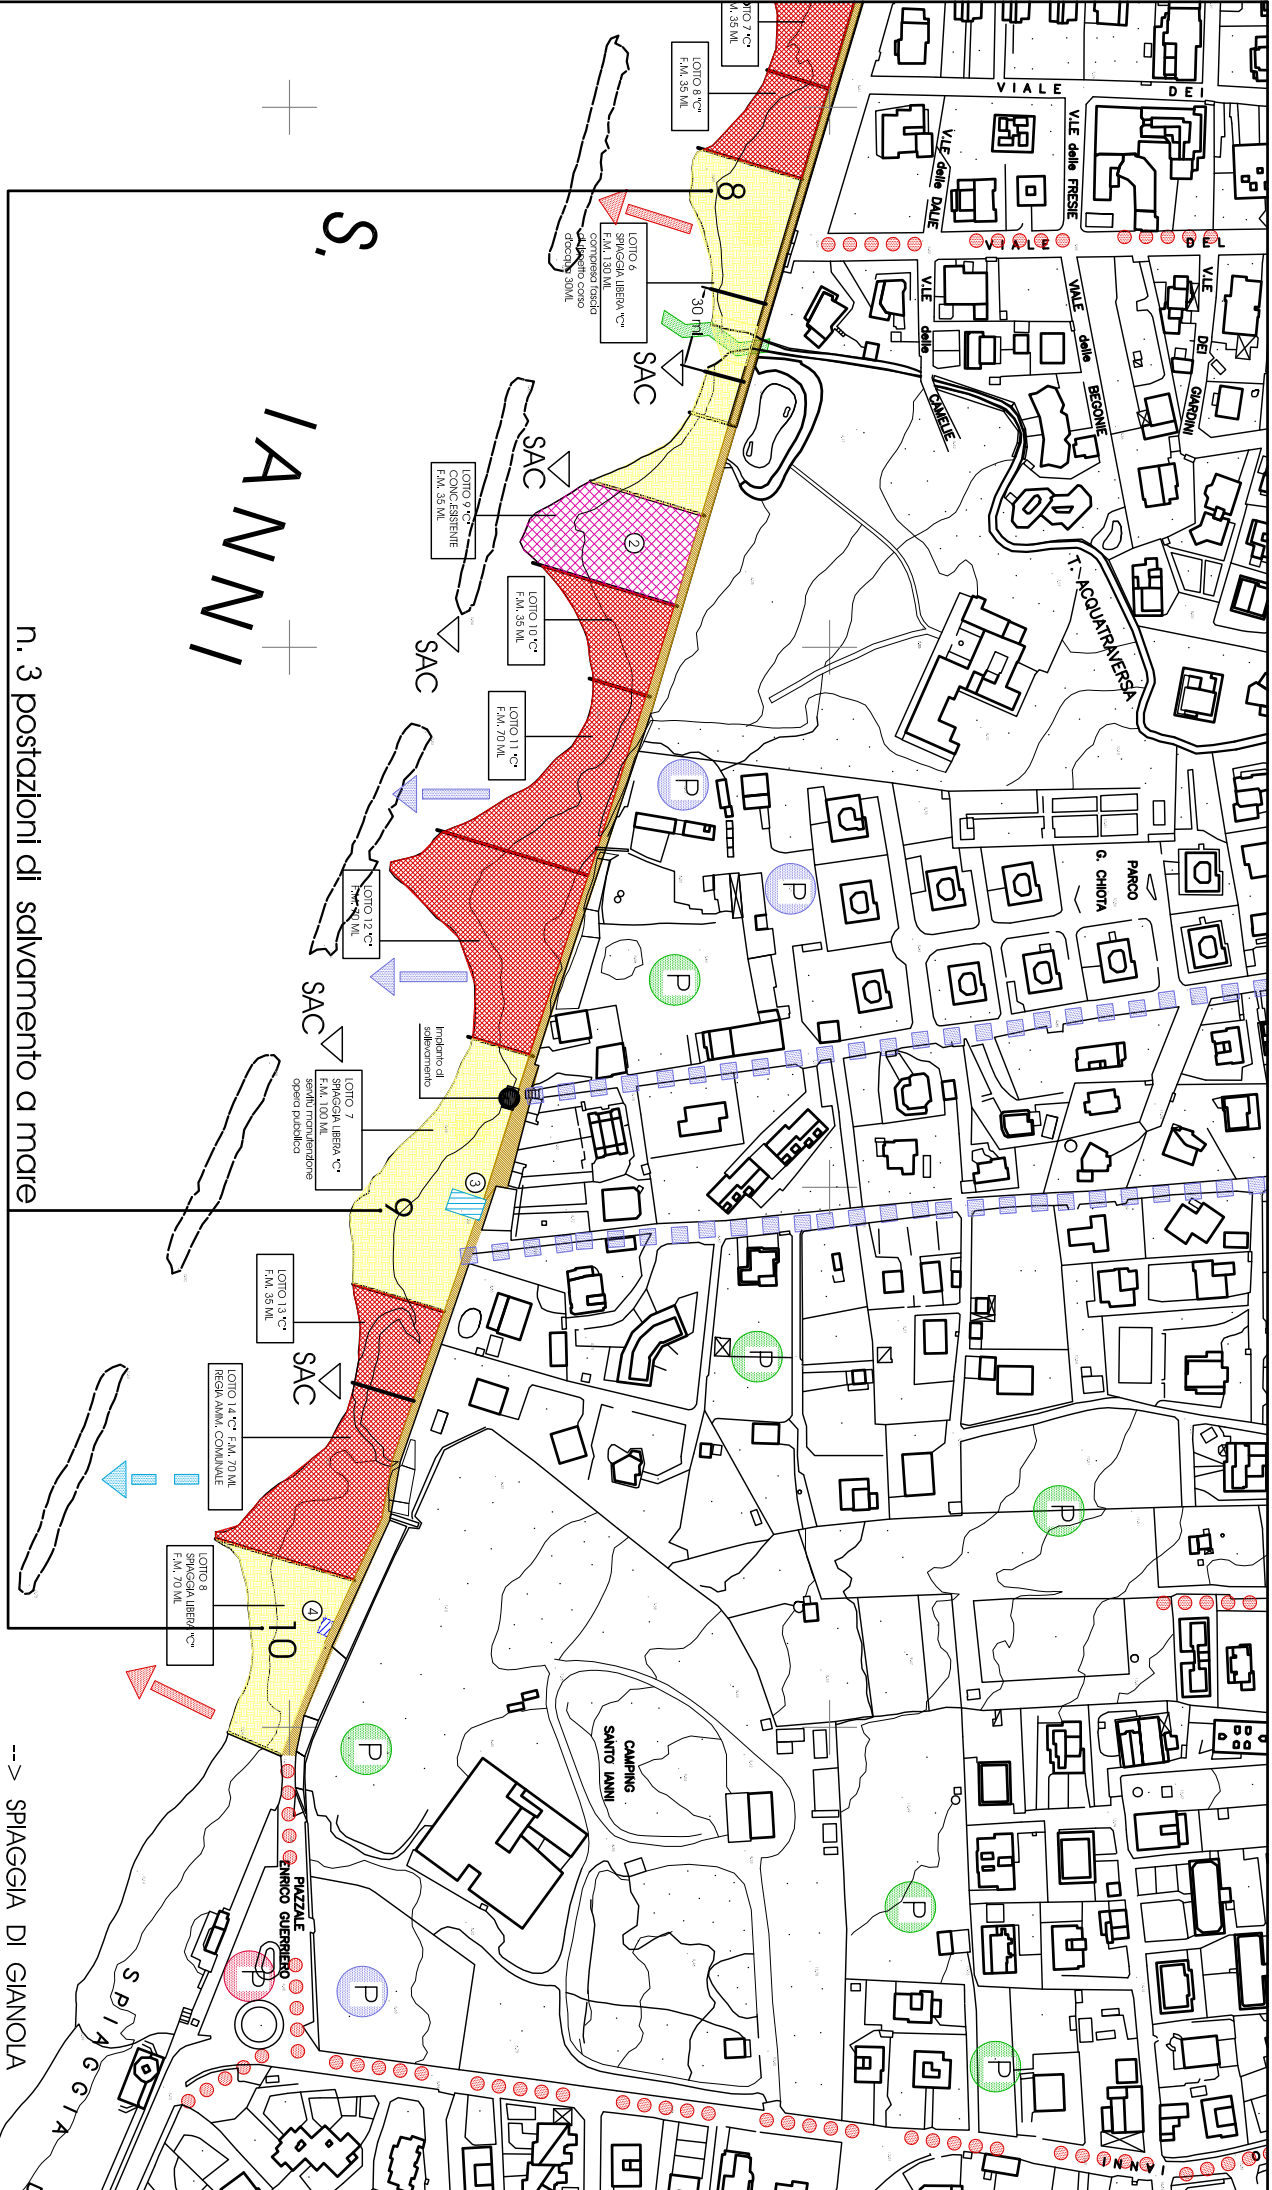 LOTTO 7 "C"
F.M. 35 ML
LOTTO 8 "C"
F.M. 35 ML
8
LOTTO 6
SPIAGGIA LIBERA "C"
F.M. 130 ML
compresa fascia
di rispetto corso
d'acqua 30ML
30 ml
SAC
SAC
LOTTO 9 "C"
CONC.ESISTENTE
F.M. 35 ML
2
LOTTO 10 "C"
F.M. 35 ML
SAC
LOTTO 11 "C"
F.M. 70 ML
LOTTO 12 "C"
F.M. 70 ML
SAC
Impianto di
sollevamento
LOTTO 7
SPIAGGIA LIBERA "C"
F.M. 100 ML
servitù manutenzione
opera pubblica
3
9
LOTTO 13 "C"
F.M. 35 ML
SAC
LOTTO 14 "C" F.M. 70 ML
REGIA AMM. COMUNALE
LOTTO 8
SPIAGGIA LIBERA "C"
F.M. 70 ML
4
10
S. IANNI
n. 3 postazioni di salvamento a mare
--> SPIAGGIA DI GIANOLA
SPIAGGIA
VIALE DEI
V.LE delle FRESIE
V.LE delle DALIE
VIALE DEL
V.LE DEI GIARDINI
VIALE delle BEGONIE
V.LE delle CAMELIE
T. ACQUATRAVERSA
PARCO
G. CHIOTA
P
P
P
P
P
P
P
P
P
P
CAMPING
SANTO IANNI
PIAZZALE
ENRICO GUERRIERO
IANNI